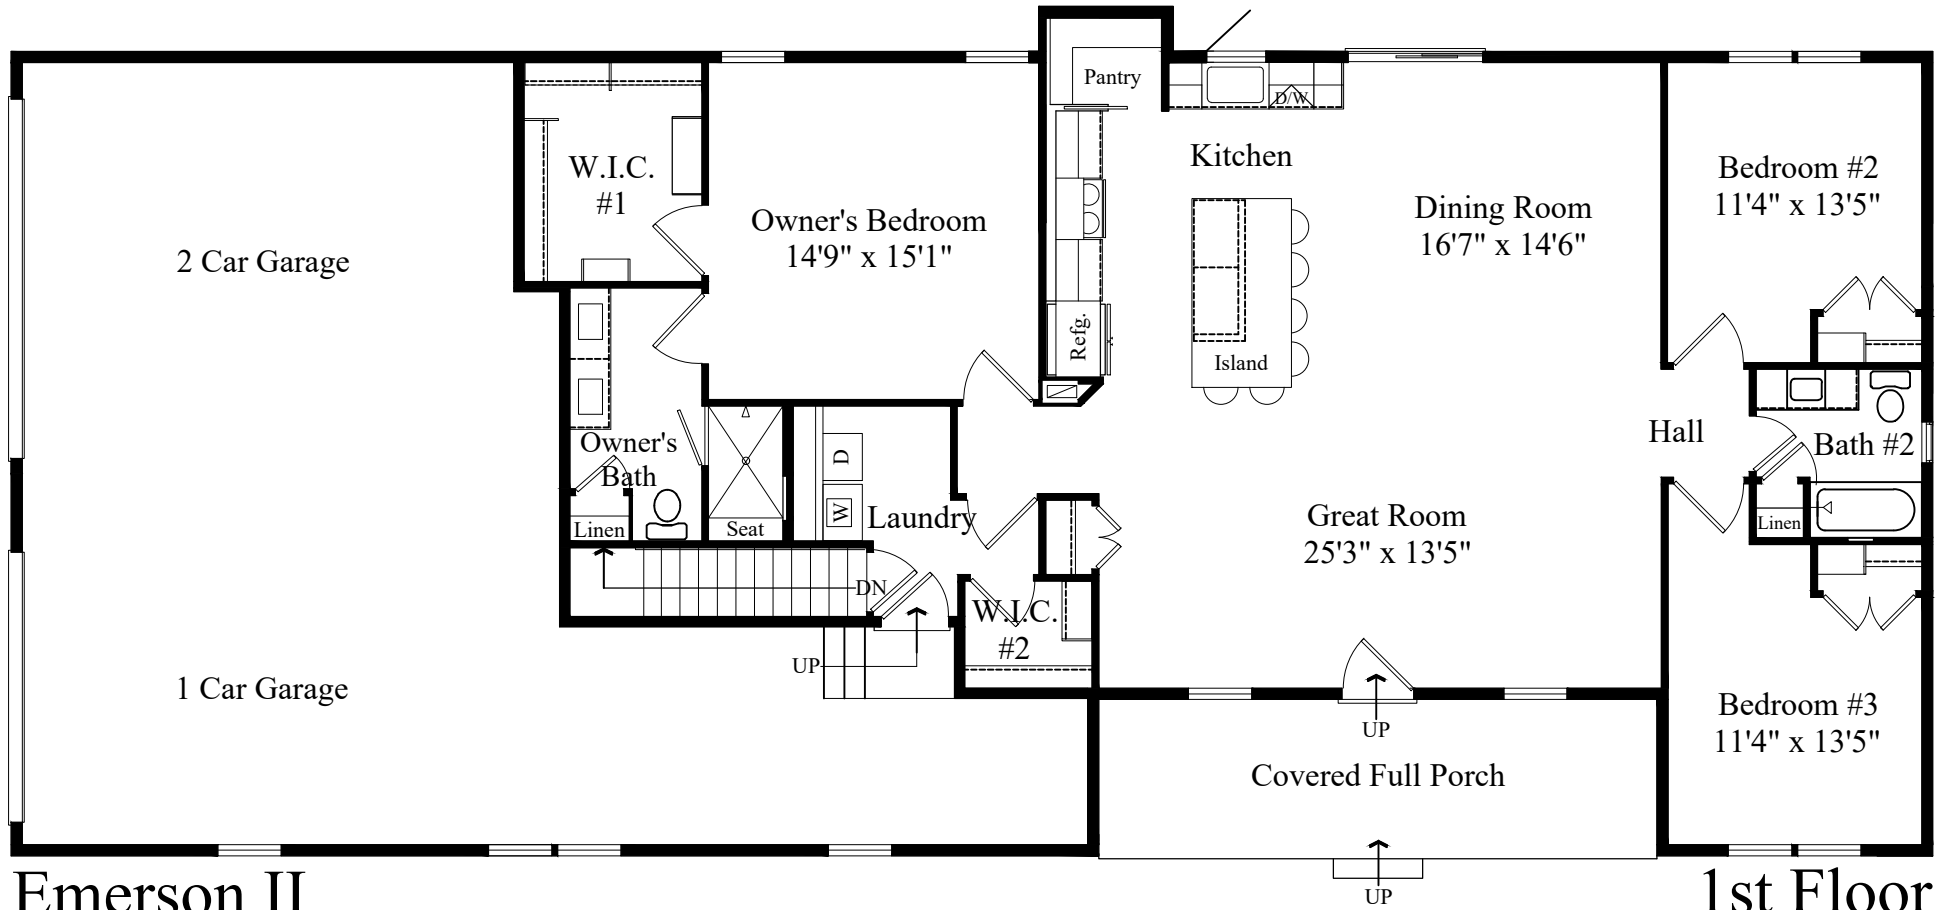 Pantry
D/W
Kitchen
W.I.C.
#1
Bedroom #2
11'4" x 13'5"
Owner's Bedroom
14'9" x 15'1"
Dining Room
16'7" x 14'6"
2 Car Garage
Refg.
Island
Owner's
Bath
D
W
Laundry
Linen
Seat
Hall
Bath #2
Linen
Great Room
25'3" x 13'5"
DN
W.I.C.
#2
UP
1 Car Garage
Bedroom #3
11'4" x 13'5"
UP
Covered Full Porch
UP
Emerson II
1st Floor